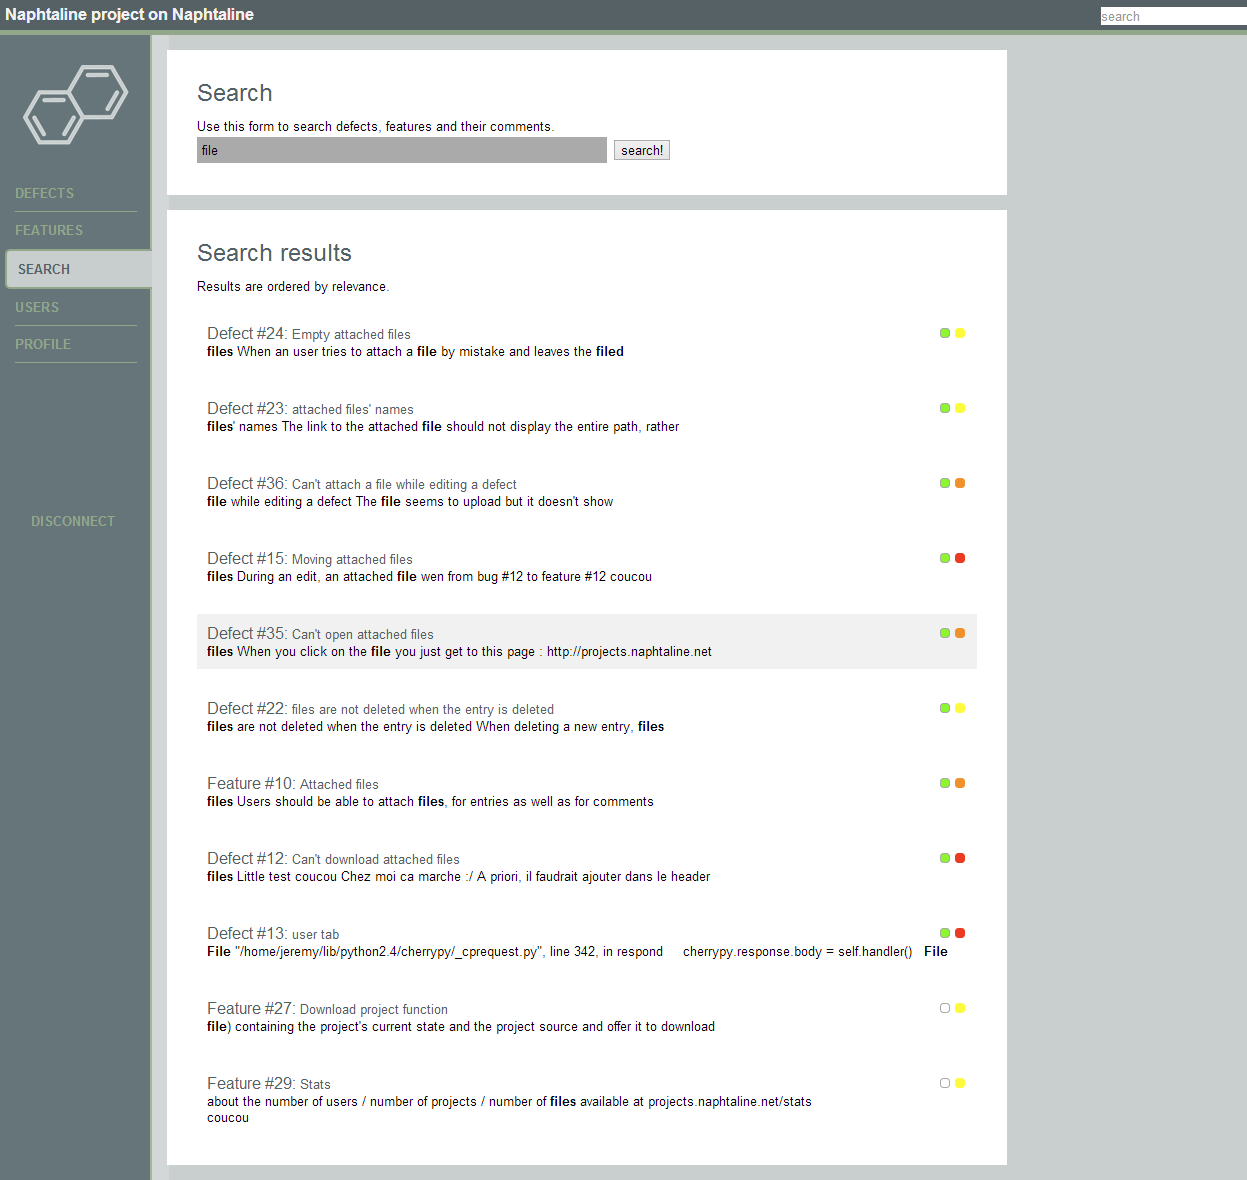 Naphtaline project on Naphtaline
search
DEFECTS
FEATURES
SEARCH
USERS
PROFILE
DISCONNECT
Search
Use this form to search defects, features and their comments.
file
search!
Search results
Results are ordered by relevance.
Defect #24: Empty attached files
files When an user tries to attach a file by mistake and leaves the filed
Defect #23: attached files' names
files' names The link to the attached file should not display the entire path, rather
Defect #36: Can't attach a file while editing a defect
file while editing a defect The file seems to upload but it doesn't show
Defect #15: Moving attached files
files During an edit, an attached file wen from bug #12 to feature #12 coucou
Defect #35: Can't open attached files
files When you click on the file you just get to this page : http://projects.naphtaline.net
Defect #22: files are not deleted when the entry is deleted
files are not deleted when the entry is deleted When deleting a new entry, files
Feature #10: Attached files
files Users should be able to attach files, for entries as well as for comments
Defect #12: Can't download attached files
files Little test coucou Chez moi ca marche :/ A priori, il faudrait ajouter dans le header
Defect #13: user tab
File "/home/jeremy/lib/python2.4/cherrypy/_cprequest.py", line 342, in respond cherrypy.response.body = self.handler() File
Feature #27: Download project function
file) containing the project's current state and the project source and offer it to download
Feature #29: Stats
about the number of users / number of projects / number of files available at projects.naphtaline.net/stats
coucou